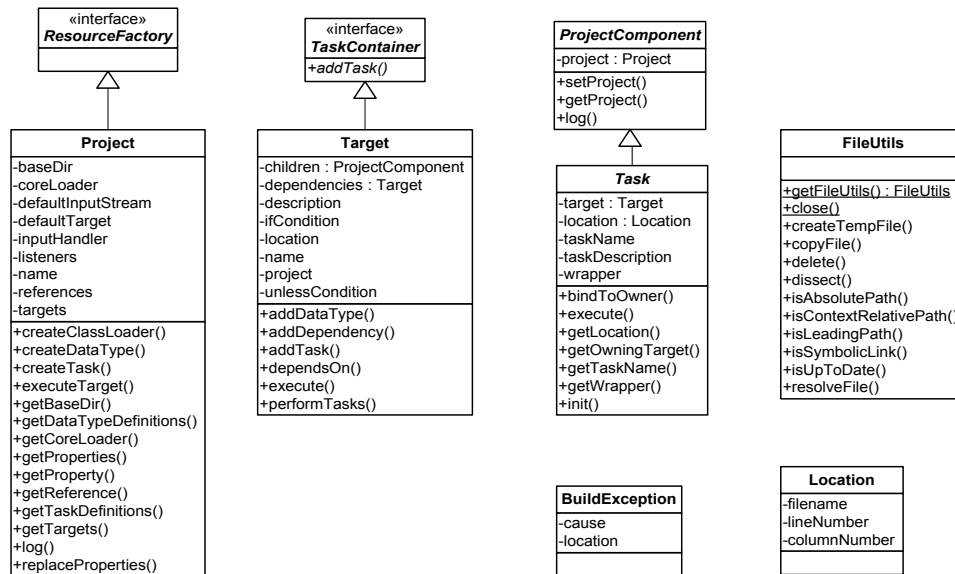 «interface»
ResourceFactory
Project
-baseDir
-coreLoader
-defaultInputStream
-defaultTarget
-inputHandler
-listeners
-name
-references
-targets
+createClassLoader()
+createDataType()
+createTask()
+executeTarget()
+getBaseDir()
+getDataTypeDefinitions()
+getCoreLoader()
+getProperties()
+getProperty()
+getReference()
+getTaskDefinitions()
+getTargets()
+log()
+replaceProperties()
«interface»
TaskContainer
+addTask()
Target
-children : ProjectComponent
-dependencies : Target
-description
-ifCondition
-location
-name
-project
-unlessCondition
+addDataType()
+addDependency()
+addTask()
+dependsOn()
+execute()
+performTasks()
ProjectComponent
-project : Project
+setProject()
+getProject()
+log()
Task
-target : Target
-location : Location
-taskName
-taskDescription
-wrapper
+bindToOwner()
+execute()
+getLocation()
+getOwningTarget()
+getTaskName()
+getWrapper()
+init()
BuildException
-cause
-location
FileUtils
+getFileUtils() : FileUtils
+close()
+createTempFile()
+copyFile()
+delete()
+dissect()
+isAbsolutePath()
+isContextRelativePath()
+isLeadingPath()
+isSymbolicLink()
+isUpToDate()
+resolveFile()
Location
-filename
-lineNumber
-columnNumber